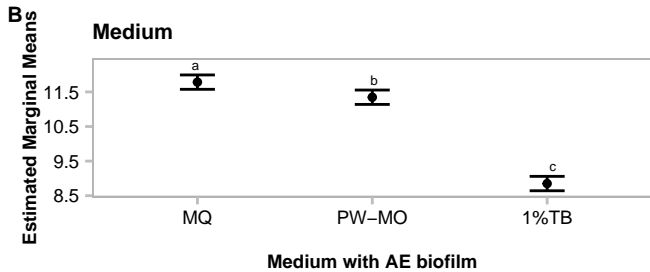 B
Medium
Estimated Marginal Means
a
b
c
11.5
10.5
9.5
8.5
MQ PW−MO 1%TB
Medium with AE biofilm